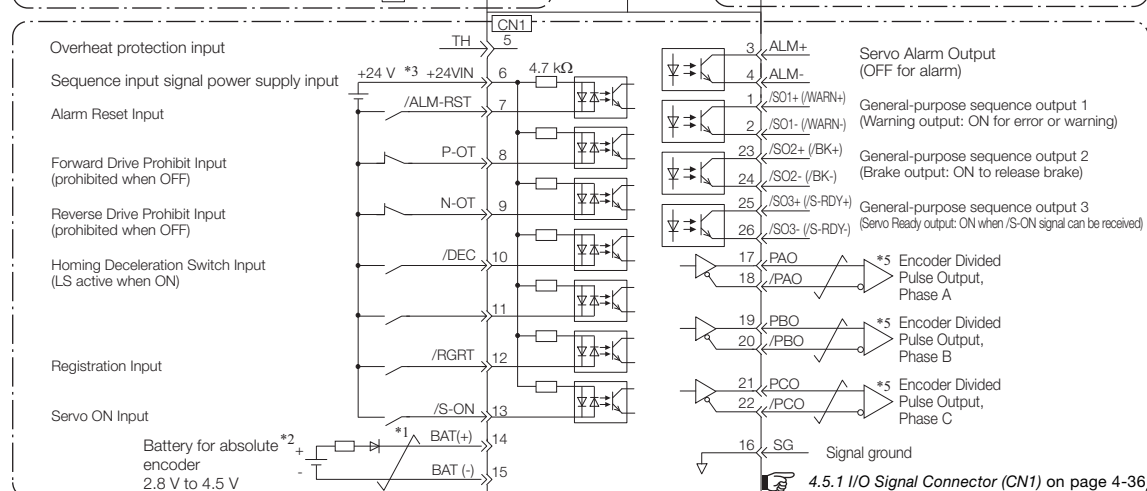 CN1
Overheat protection input
TH 5
Sequence input signal power supply input
+24 V *3 +24VIN 6 4.7 kΩ
Alarm Reset Input
/ALM-RST 7
Forward Drive Prohibit Input
(prohibited when OFF)
P-OT 8
Reverse Drive Prohibit Input
(prohibited when OFF)
N-OT 9
Homing Deceleration Switch Input
(LS active when ON)
/DEC 10
11
Registration Input
/RGRT 12
Servo ON Input
/S-ON 13
Battery for absolute *2
encoder
2.8 V to 4.5 V
+
-
*1
BAT(+) 14
BAT (-) 15
3 ALM+
4 ALM-
Servo Alarm Output
(OFF for alarm)
1 /SO1+ (/WARN+)
2 /SO1- (/WARN-)
General-purpose sequence output 1
(Warning output: ON for error or warning)
23 /SO2+ (/BK+)
24 /SO2- (/BK-)
General-purpose sequence output 2
(Brake output: ON to release brake)
25 /SO3+ (/S-RDY+)
26 /SO3- (/S-RDY-)
General-purpose sequence output 3
(Servo Ready output: ON when /S-ON signal can be received)
17 PAO
18 /PAO
*5 Encoder Divided
Pulse Output,
Phase A
19 PBO
20 /PBO
*5 Encoder Divided
Pulse Output,
Phase B
21 PCO
22 /PCO
*5 Encoder Divided
Pulse Output,
Phase C
16 SG
Signal ground
4.5.1 I/O Signal Connector (CN1) on page 4-36